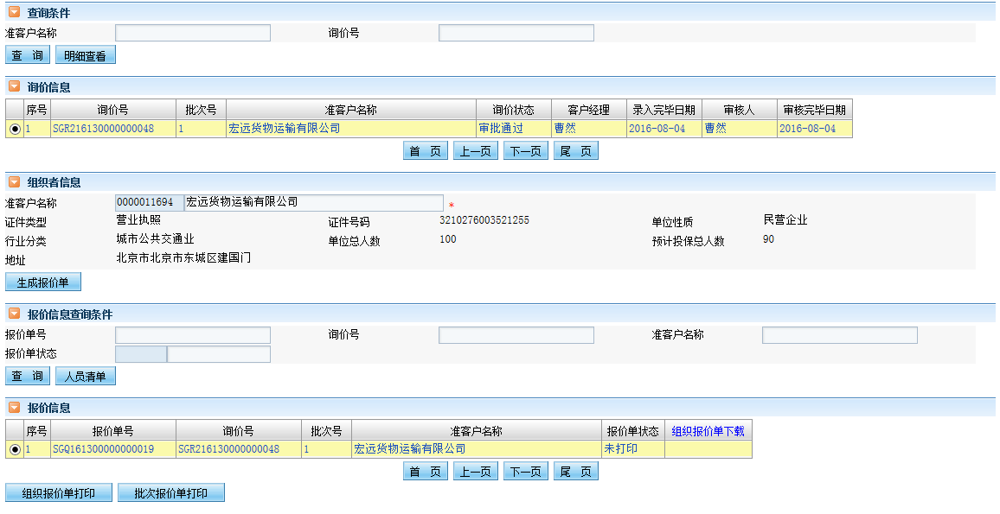 查询条件
准客户名称 询价号
查 询 明细查看
询价信息
序号 询价号 批次号 准客户名称 询价状态 客户经理 录入完毕日期 审核人 审核完毕日期
1 SGR216130000000048 1 宏远货物运输有限公司 审批通过 曹然 2016-08-04 曹然 2016-08-04
首 页 上一页 下一页 尾 页
组织者信息
准客户名称 0000011694 宏远货物运输有限公司 *
证件类型 营业执照 证件号码 3210276003521255 单位性质 民营企业
行业分类 城市公共交通业 单位总人数 100 预计投保总人数 90
地址 北京市北京市东城区建国门
生成报价单
报价信息查询条件
报价单号 询价号 准客户名称
报价单状态
查 询 人员清单
报价信息
序号 报价单号 询价号 批次号 准客户名称 报价单状态 组织报价单下载
1 SGQ161300000000019 SGR216130000000048 1 宏远货物运输有限公司 未打印
首 页 上一页 下一页 尾 页
组织报价单打印 批次报价单打印